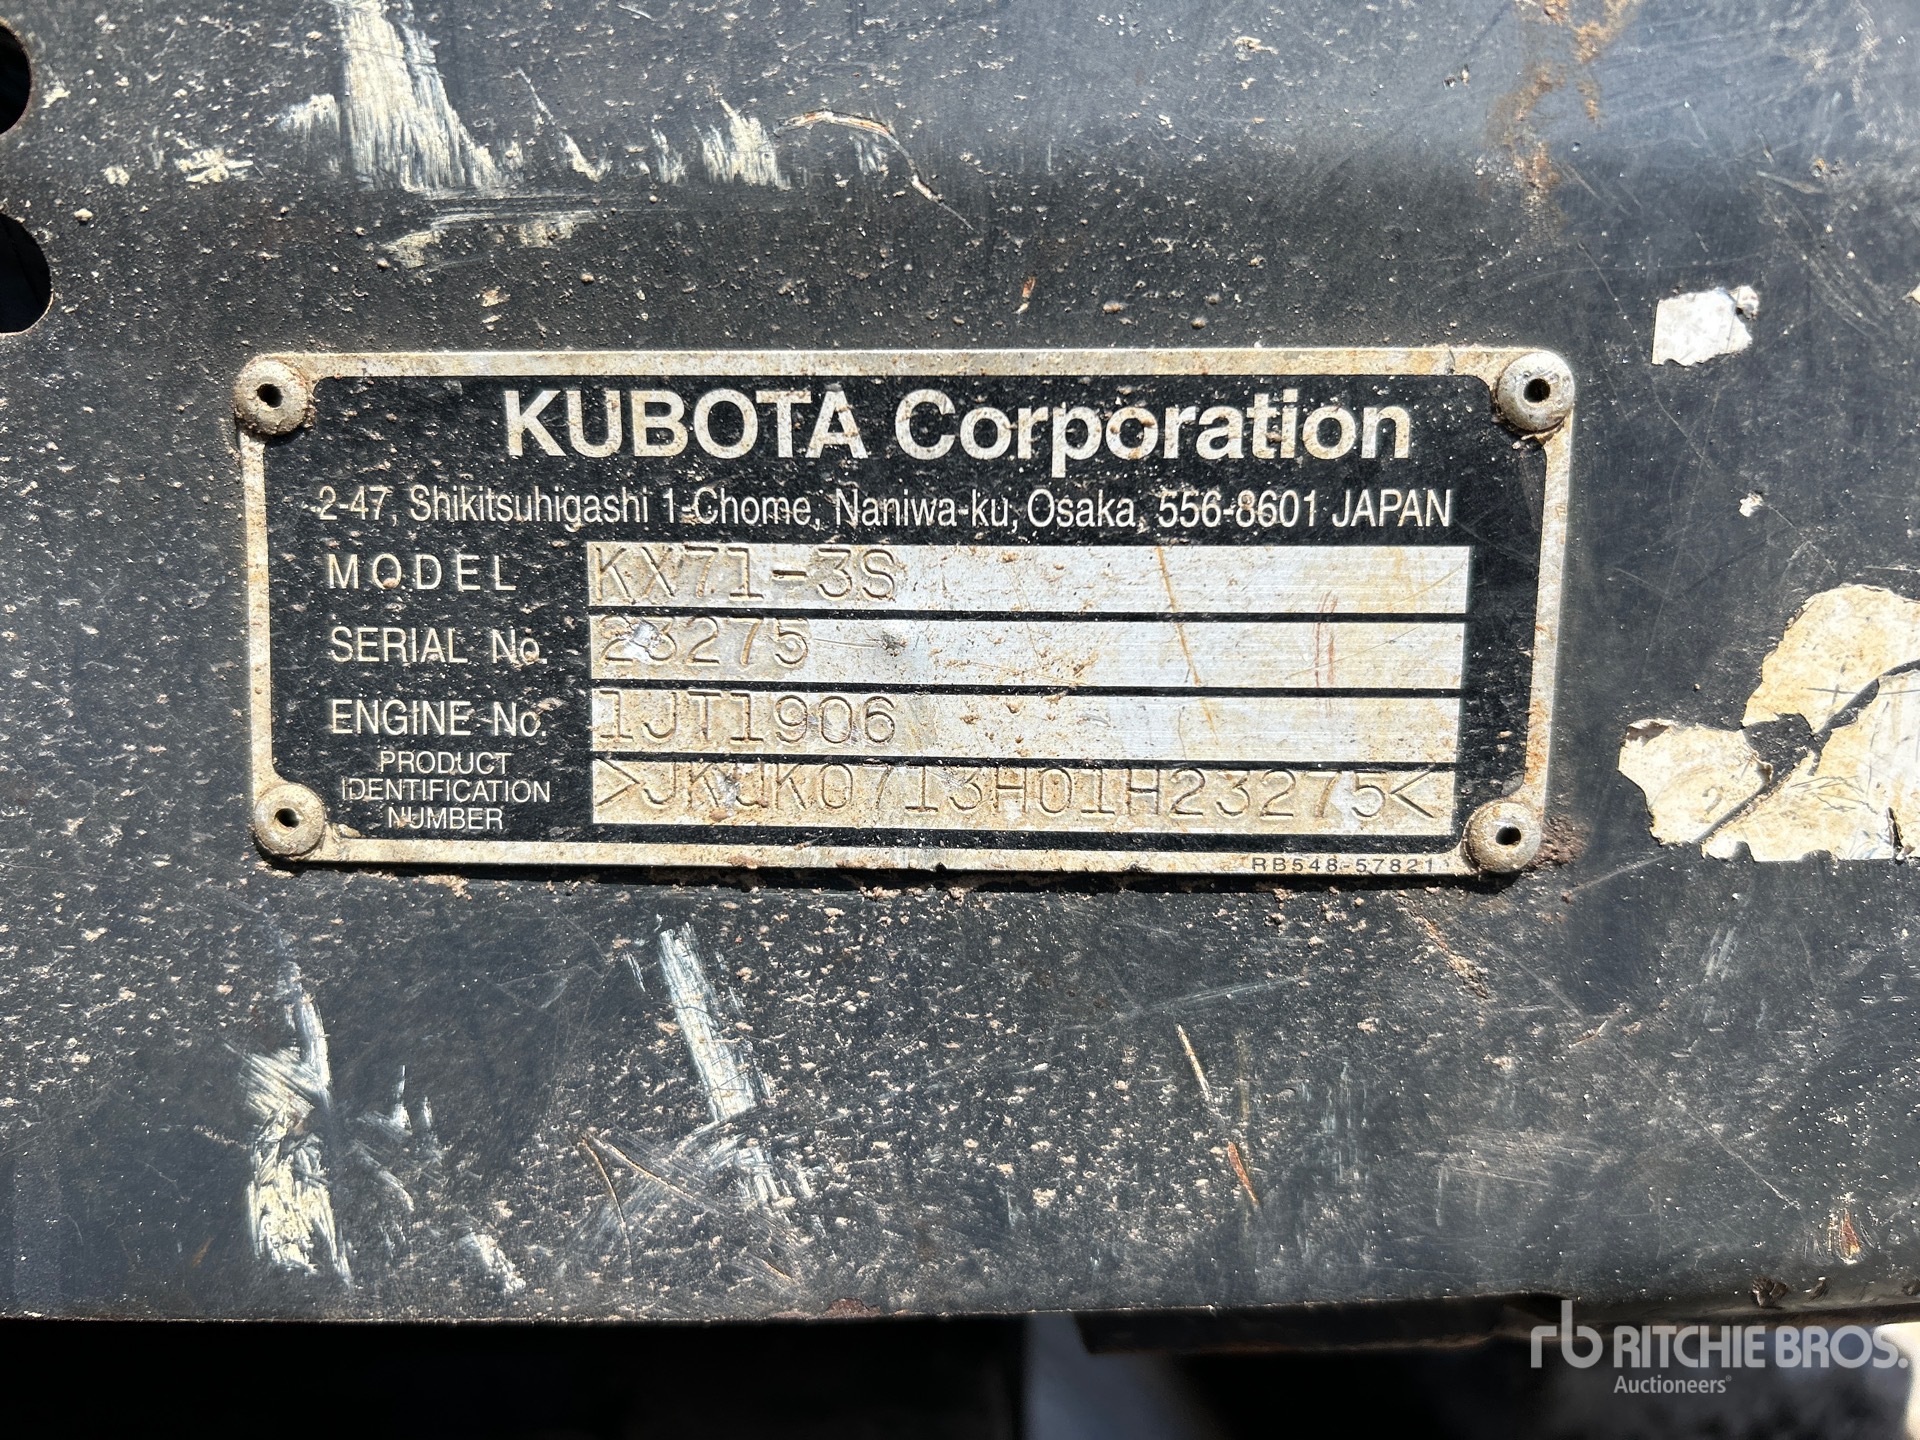 KUBOTA Corporation
2-47, Shikitsuhigashi 1-Chome, Naniwa-ku, Osaka, 556-8601 JAPAN
MODEL KX71-3S
SERIAL No. 23275
ENGINE No. 1JT1906
PRODUCT
IDENTIFICATION
NUMBER
>JKUK0713H01H23275<
RB548-57821
rb RITCHIE BROS.
Auctioneers®